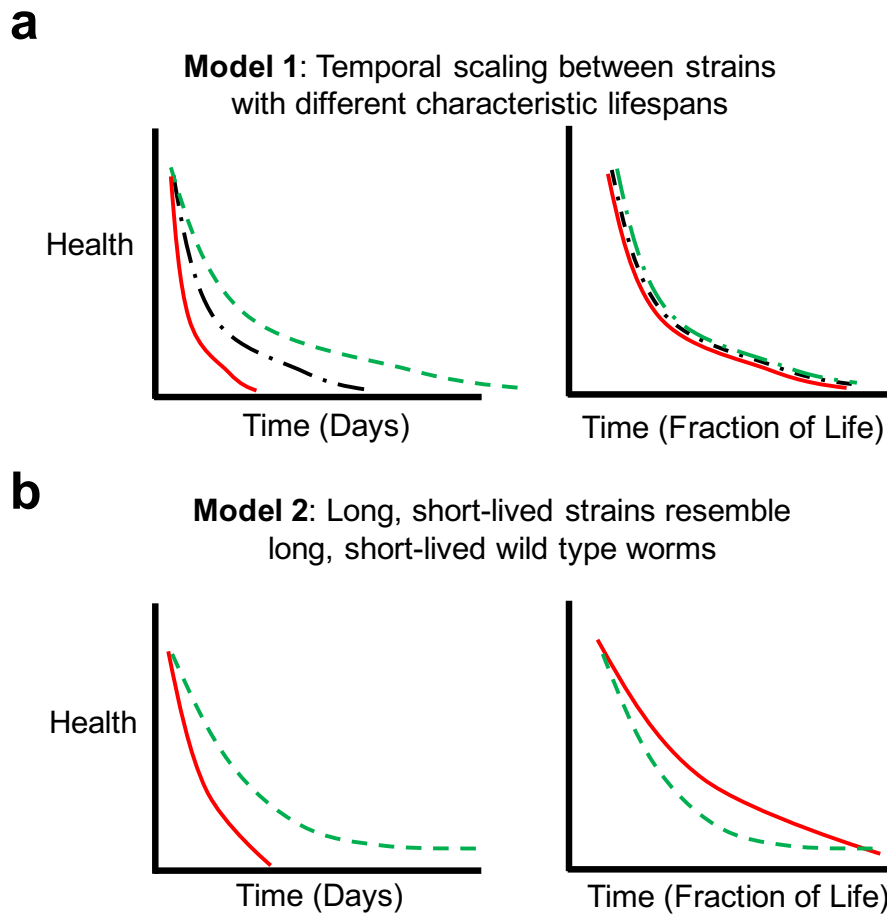 a
Model 1: Temporal scaling between strains
with different characteristic lifespans
Health
Time (Days)
Time (Fraction of Life)
b
Model 2: Long, short-lived strains resemble
long, short-lived wild type worms
Health
Time (Days)
Time (Fraction of Life)